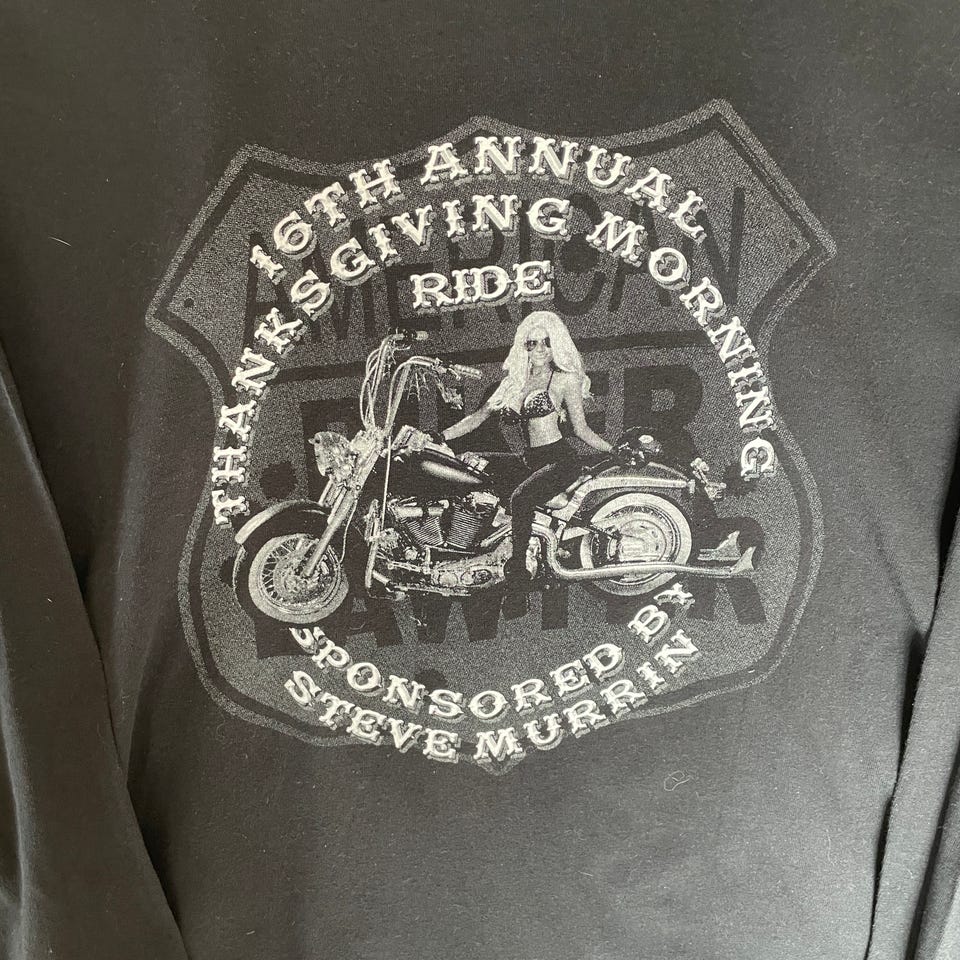 16TH ANNUAL
THANKSGIVING MORNING
RIDE
AMERICAN
BIKER
LAWYER
SPONSORED BY
STEVE MURRIN